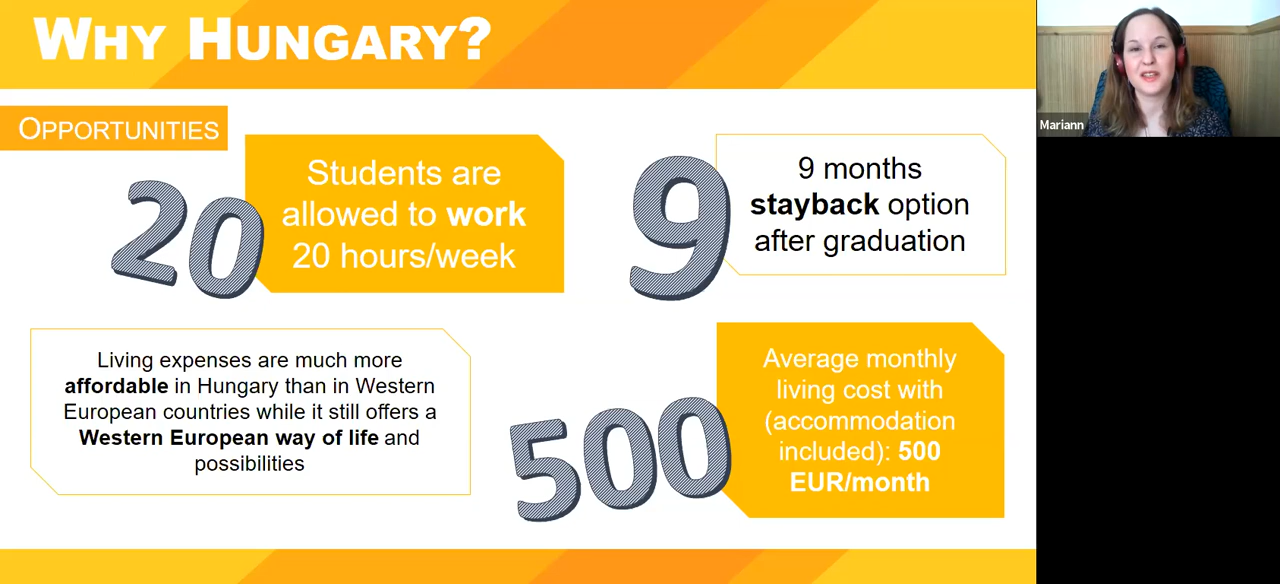 WHY HUNGARY?
OPPORTUNITIES
20
Students are
allowed to work
20 hours/week
9
9 months
stayback option
after graduation
Living expenses are much more
affordable in Hungary than in Western
European countries while it still offers a
Western European way of life and
possibilities
500
Average monthly
living cost with
(accommodation
included): 500
EUR/month
Mariann